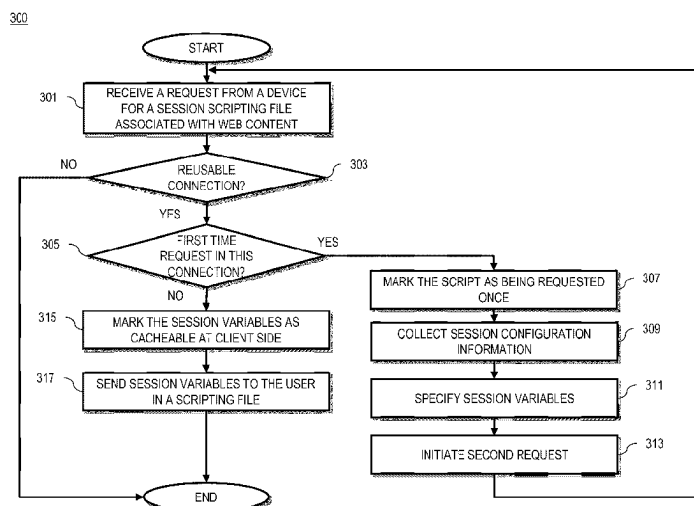 300
START
301
RECEIVE A REQUEST FROM A DEVICE
FOR A SESSION SCRIPTING FILE
ASSOCIATED WITH WEB CONTENT
NO
REUSABLE
CONNECTION?
303
YES
305
FIRST TIME
REQUEST IN THIS
CONNECTION?
YES
NO
MARK THE SCRIPT AS BEING REQUESTED
ONCE
307
315
MARK THE SESSION VARIABLES AS
CACHEABLE AT CLIENT SIDE
COLLECT SESSION CONFIGURATION
INFORMATION
309
317
SEND SESSION VARIABLES TO THE USER
IN A SCRIPTING FILE
SPECIFY SESSION VARIABLES
311
INITIATE SECOND REQUEST
313
END